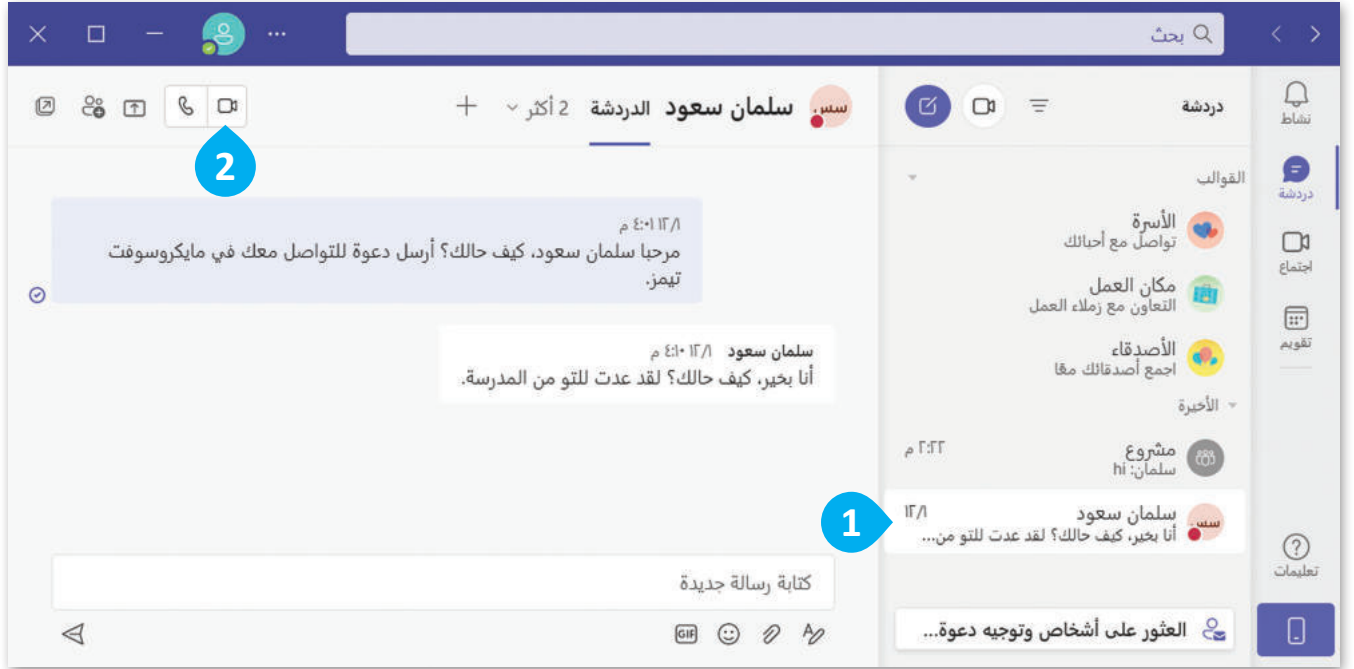 بحث
نشاط
دردشة
اجتماع
تقويم
تعليمات
دردشة
القوالب
الأسرة
تواصل مع أحبائك
مكان العمل
التعاون مع زملاء العمل
الأصدقاء
اجمع أصدقائك معًا
الأخيرة
مشروع ٢:٢٢ م
سلمان: hi
سس سلمان سعود ١٢/١
أنا بخير، كيف حالك؟ لقد عدت للتو من...
1
العثور على أشخاص وتوجيه دعوة...
سس سلمان سعود الدردشة 2 أكثر
2
١٢/١ ٤:٠١ م
مرحبا سلمان سعود، كيف حالك؟ أرسل دعوة للتواصل معك في مايكروسوفت
تيمز.
سلمان سعود ١٢/١ ٤:١٠ م
أنا بخير، كيف حالك؟ لقد عدت للتو من المدرسة.
كتابة رسالة جديدة
GIF